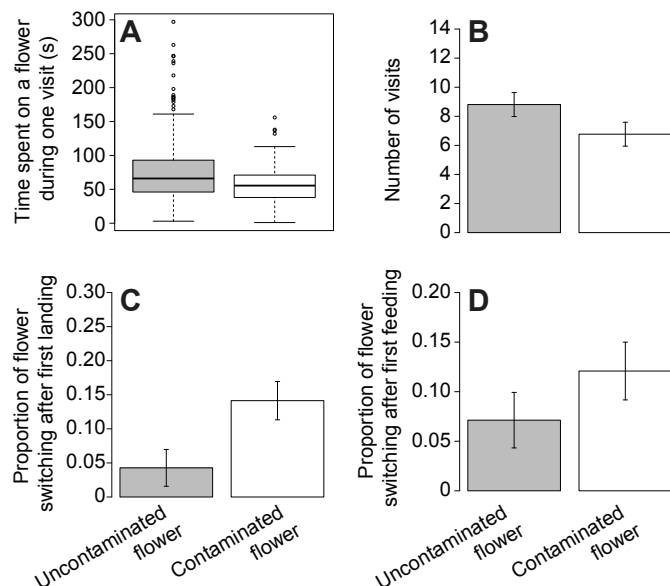 A
Time spent on a flower
during one visit (s)
300
250
200
150
100
50
0
B
Number of visits
14
12
10
8
6
4
2
0
C
Proportion of flower
switching after first landing
0.30
0.25
0.20
0.15
0.10
0.05
0
Uncontaminated
flower
Contaminated
flower
D
Proportion of flower
switching after first feeding
0.20
0.15
0.10
0.05
0
Uncontaminated
flower
Contaminated
flower